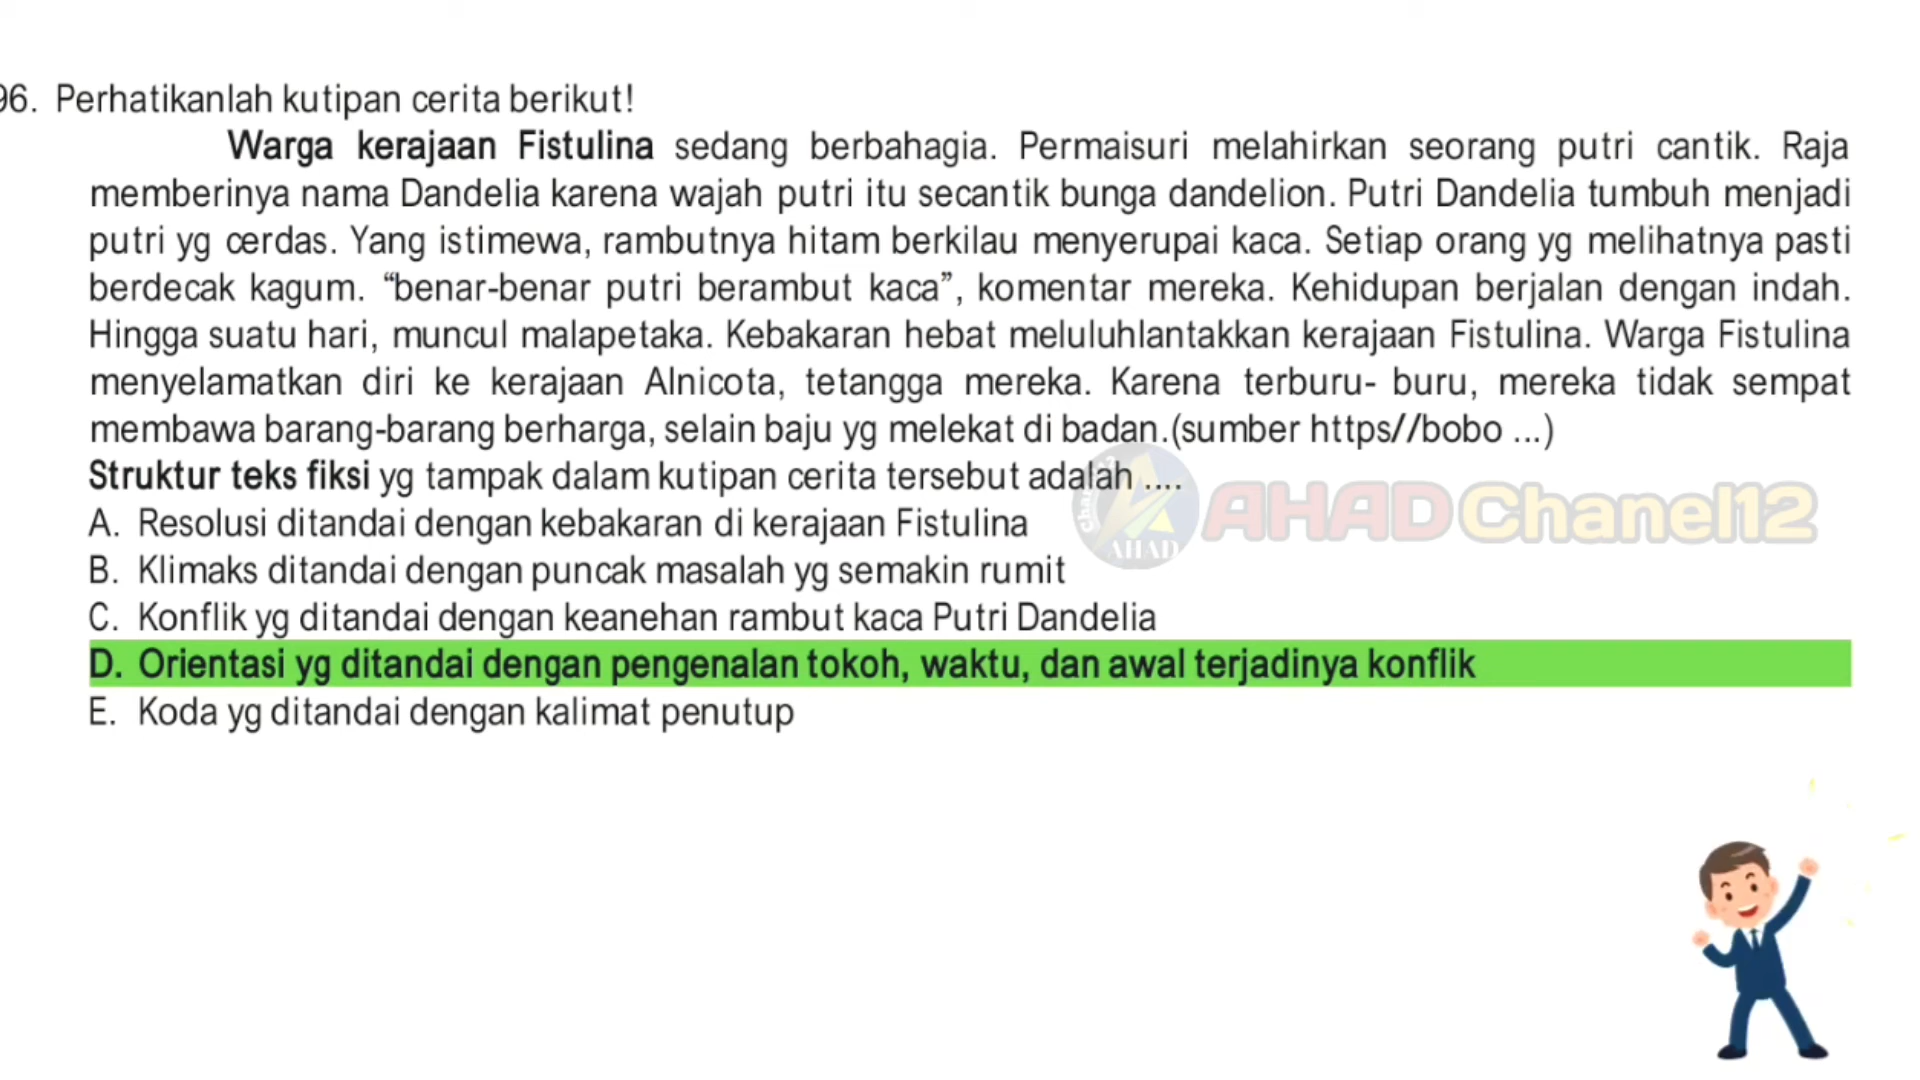 96. Perhatikanlah kutipan cerita berikut!
Warga kerajaan Fistulina sedang berbahagia. Permaisuri melahirkan seorang putri cantik. Raja
memberinya nama Dandelia karena wajah putri itu secantik bunga dandelion. Putri Dandelia tumbuh menjadi
putri yg cerdas. Yang istimewa, rambutnya hitam berkilau menyerupai kaca. Setiap orang yg melihatnya pasti
berdecak kagum. “benar-benar putri berambut kaca”, komentar mereka. Kehidupan berjalan dengan indah.
Hingga suatu hari, muncul malapetaka. Kebakaran hebat meluluhlantakkan kerajaan Fistulina. Warga Fistulina
menyelamatkan diri ke kerajaan Alnicota, tetangga mereka. Karena terburu- buru, mereka tidak sempat
membawa barang-barang berharga, selain baju yg melekat di badan.(sumber https//bobo ...)
Struktur teks fiksi yg tampak dalam kutipan cerita tersebut adalah ....
A. Resolusi ditandai dengan kebakaran di kerajaan Fistulina
B. Klimaks ditandai dengan puncak masalah yg semakin rumit
C. Konflik yg ditandai dengan keanehan rambut kaca Putri Dandelia
D. Orientasi yg ditandai dengan pengenalan tokoh, waktu, dan awal terjadinya konflik
E. Koda yg ditandai dengan kalimat penutup
AHAD Chanel12
AHAD